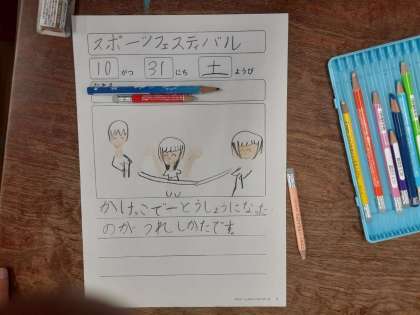 スポーツフェスティバル
10 がつ 31 にち 土 ようび
かけっこでーとうしょうになった
のが うれしかたです。